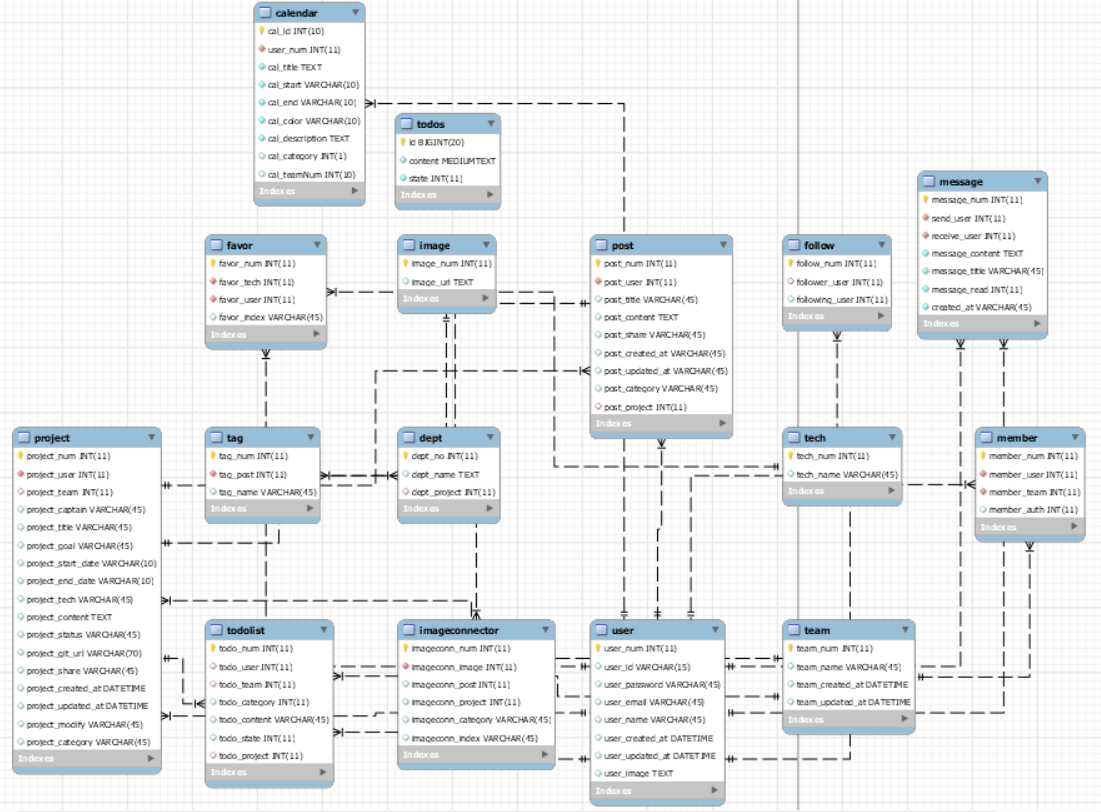 calendar
cal_id INT(10)
user_num INT(11)
cal_title TEXT
cal_start VARCHAR(10)
cal_end VARCHAR(10)
cal_color VARCHAR(10)
cal_description TEXT
cal_category INT(1)
cal_teamNum INT(10)
Indexes
todos
id BIGINT(20)
content MEDIUMTEXT
state INT(11)
Indexes
message
message_num INT(11)
send_user INT(11)
receive_user INT(11)
message_content TEXT
message_title VARCHAR(45)
message_read INT(11)
created_at VARCHAR(45)
Indexes
favor
favor_num INT(11)
favor_tech INT(11)
favor_user INT(11)
favor_index VARCHAR(45)
Indexes
image
image_num INT(11)
image_url TEXT
Indexes
post
post_num INT(11)
post_user INT(11)
post_title VARCHAR(45)
post_content TEXT
post_share VARCHAR(45)
post_created_at VARCHAR(45)
post_updated_at VARCHAR(45)
post_category VARCHAR(45)
post_project INT(11)
Indexes
follow
follow_num INT(11)
follower_user INT(11)
following_user INT(11)
Indexes
project
project_num INT(11)
project_user INT(11)
project_team INT(11)
project_captain VARCHAR(45)
project_title VARCHAR(45)
project_goal VARCHAR(45)
project_start_date VARCHAR(10)
project_end_date VARCHAR(10)
project_tech VARCHAR(45)
project_content TEXT
project_status VARCHAR(45)
project_git_url VARCHAR(70)
project_share VARCHAR(45)
project_created_at DATETIME
project_updated_at DATETIME
project_modify VARCHAR(45)
project_category VARCHAR(45)
Indexes
tag
tag_num INT(11)
tag_post INT(11)
tag_name VARCHAR(45)
Indexes
dept
dept_no INT(11)
dept_name TEXT
dept_project INT(11)
Indexes
tech
tech_num INT(11)
tech_name VARCHAR(45)
Indexes
member
member_num INT(11)
member_user INT(11)
member_team INT(11)
member_auth INT(11)
Indexes
todolist
todo_num INT(11)
todo_user INT(11)
todo_team INT(11)
todo_category INT(11)
todo_content VARCHAR(45)
todo_state INT(11)
todo_project INT(11)
Indexes
imageconnector
imageconn_num INT(11)
imageconn_image INT(11)
imageconn_post INT(11)
imageconn_project INT(11)
imageconn_category VARCHAR(45)
imageconn_index VARCHAR(45)
Indexes
user
user_num INT(11)
user_id VARCHAR(15)
user_password VARCHAR(45)
user_email VARCHAR(45)
user_name VARCHAR(45)
user_created_at DATETIME
user_updated_at DATETIME
user_image TEXT
Indexes
team
team_num INT(11)
team_name VARCHAR(45)
team_created_at DATETIME
team_updated_at DATETIME
Indexes